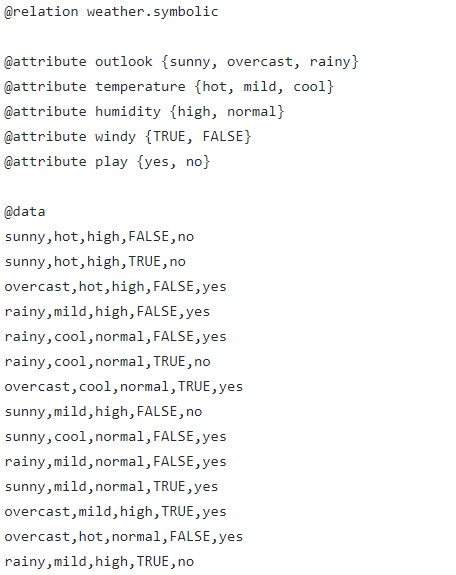 @relation weather.symbolic
@attribute outlook {sunny, overcast, rainy}
@attribute temperature {hot, mild, cool}
@attribute humidity {high, normal}
@attribute windy {TRUE, FALSE}
@attribute play {yes, no}
@data
sunny,hot,high,FALSE,no
sunny,hot,high,TRUE,no
overcast,hot,high,FALSE,yes
rainy,mild,high,FALSE,yes
rainy,cool,normal,FALSE,yes
rainy,cool,normal,TRUE,no
overcast,cool,normal,TRUE,yes
sunny,mild,high,FALSE,no
sunny,cool,normal,FALSE,yes
rainy,mild,normal,FALSE,yes
sunny,mild,normal,TRUE,yes
overcast,mild,high,TRUE,yes
overcast,hot,normal,FALSE,yes
rainy,mild,high,TRUE,no